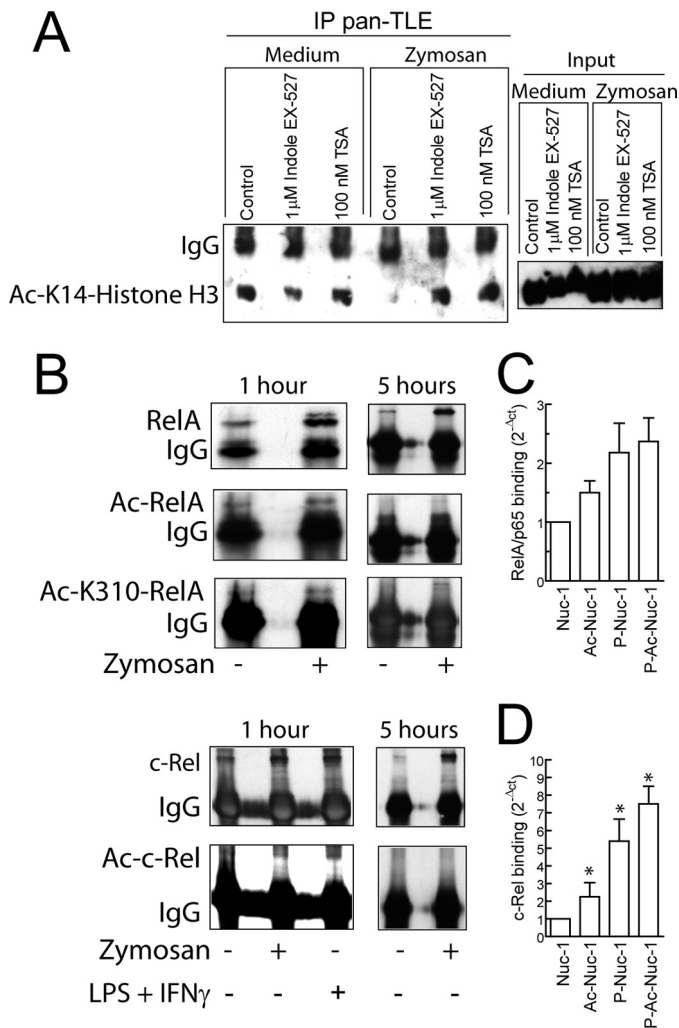 A
IP pan-TLE
Medium Zymosan
Control
1μM Indole EX-527
100 nM TSA
Control
1μM Indole EX-527
100 nM TSA
Input
Medium Zymosan
Control
1μM Indole EX-527
100 nM TSA
Control
1μM Indole EX-527
100 nM TSA
IgG
Ac-K14-Histone H3
B
1 hour 5 hours
RelA
IgG
Ac-RelA
IgG
Ac-K310-RelA
IgG
Zymosan - + - +
1 hour 5 hours
c-Rel
IgG
Ac-c-Rel
IgG
Zymosan - + - - +
LPS + IFNγ - - + - -
C
RelA/p65 binding (2-Δct)
3
2
1
0
Nuc-1
Ac-Nuc-1
P-Nuc-1
P-Ac-Nuc-1
D
c-Rel binding (2-Δct)
10
9
8
7
6
5
4
3
2
1
0
* * *
Nuc-1
Ac-Nuc-1
P-Nuc-1
P-Ac-Nuc-1